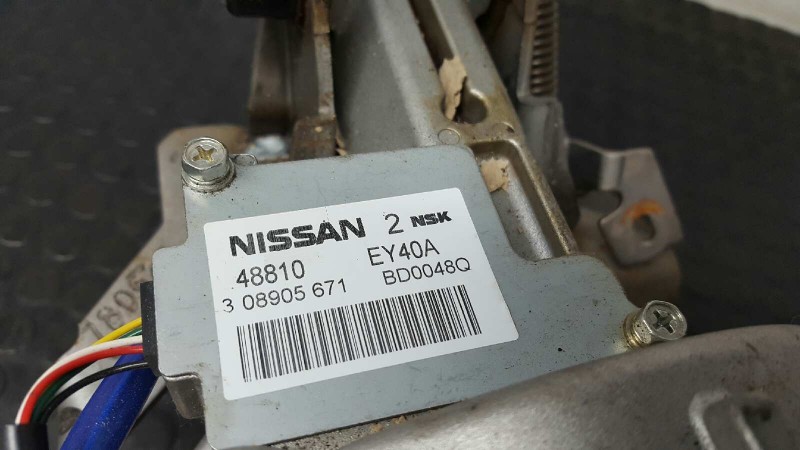 NISSAN 2 NSK
48810 EY40A
3 08905 671 BD0048Q